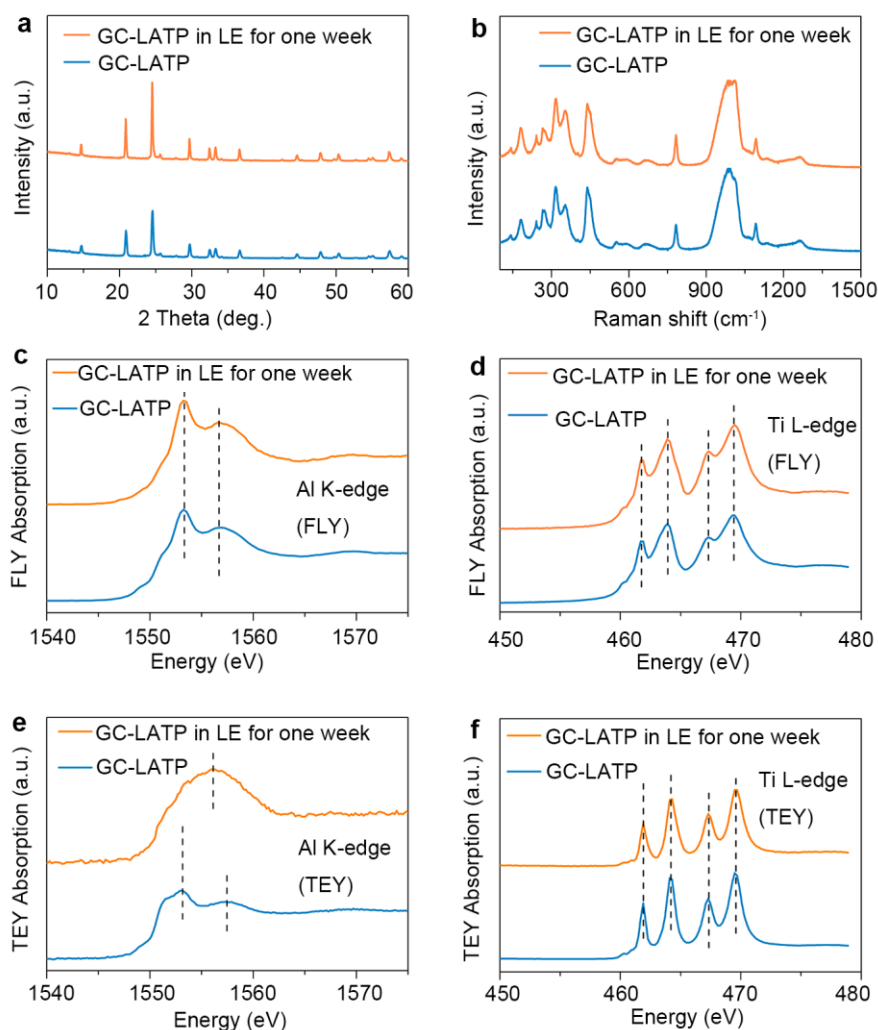 a
GC-LATP in LE for one week
GC-LATP
Intensity (a.u.)
10 20 30 40 50 60
2 Theta (deg.)
b
GC-LATP in LE for one week
GC-LATP
Intensity (a.u.)
300 600 900 1200 1500
Raman shift (cm⁻¹)
c
GC-LATP in LE for one week
GC-LATP
Al K-edge
(FLY)
FLY Absorption (a.u.)
1540 1550 1560 1570
Energy (eV)
d
GC-LATP in LE for one week
GC-LATP
Ti L-edge
(FLY)
FLY Absorption (a.u.)
450 460 470 480
Energy (eV)
e
GC-LATP in LE for one week
GC-LATP
Al K-edge
(TEY)
TEY Absorption (a.u.)
1540 1550 1560 1570
Energy (eV)
f
GC-LATP in LE for one week
GC-LATP
Ti L-edge
(TEY)
TEY Absorption (a.u.)
450 460 470 480
Energy (eV)